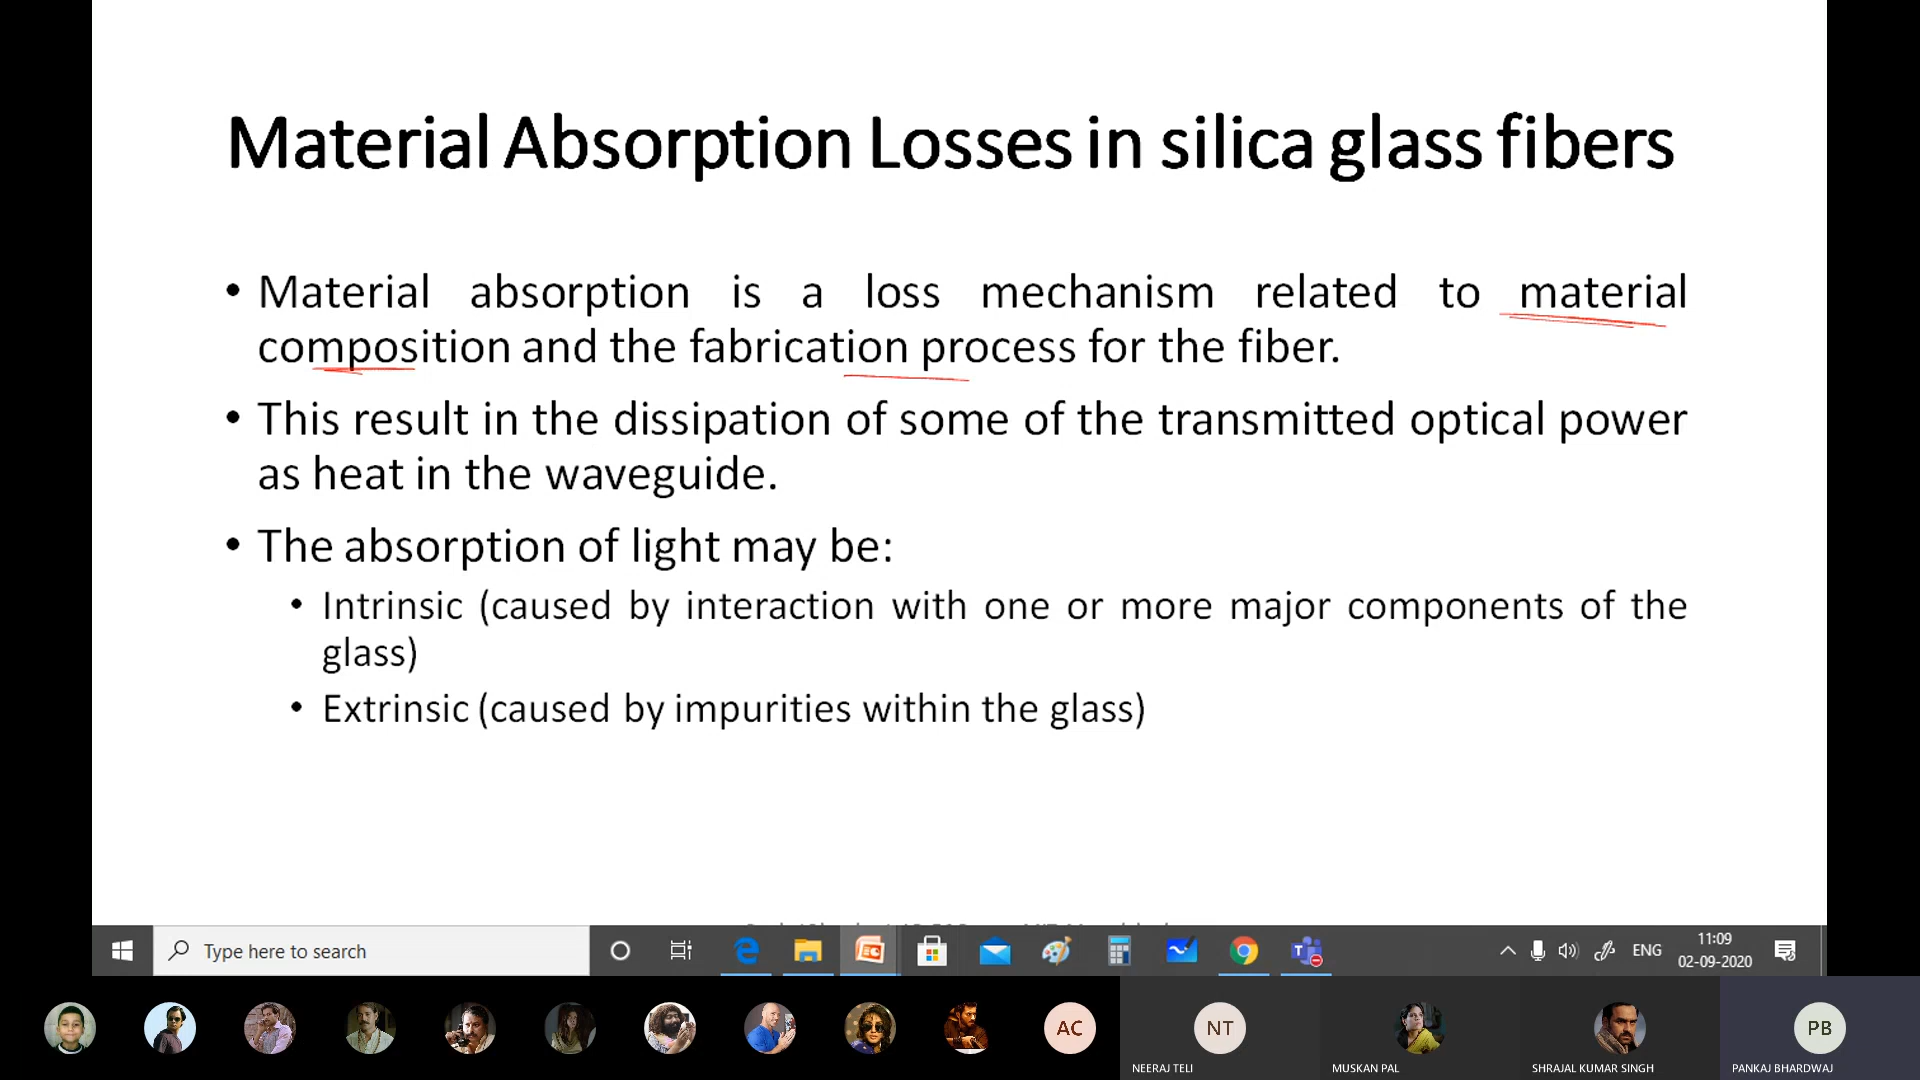 Material Absorption Losses in silica glass fibers
• Material absorption is a loss mechanism related to material
composition and the fabrication process for the fiber.
• This result in the dissipation of some of the transmitted optical power
as heat in the waveguide.
• The absorption of light may be:
• Intrinsic (caused by interaction with one or more major components of the
glass)
• Extrinsic (caused by impurities within the glass)
Type here to search
ENG
11:09
02-09-2020
AC
NT
PB
NEERAJ TELI
MUSKAN PAL
SHRAJAL KUMAR SINGH
PANKAJ BHARDWAJ